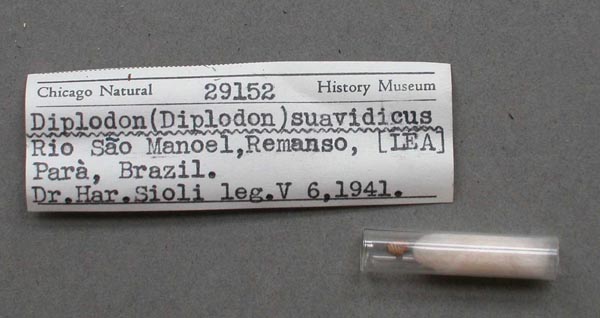 Chicago Natural 29152 History Museum
Diplodon(Diplodon)suavidicus
Rio São Manoel,Remanso, [IEA]
Parà, Brazil.
Dr.Har.Sioli leg.V 6,1941.